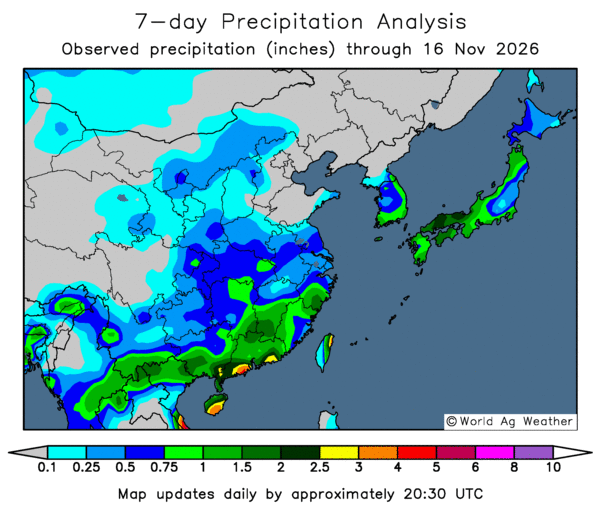 7-day Precipitation Analysis
Observed precipitation (inches) through 16 Nov 2026
© World Ag Weather
0.1 0.25 0.5 0.75 1 1.5 2 2.5 3 4 5 6 8 10
Map updates daily by approximately 20:30 UTC